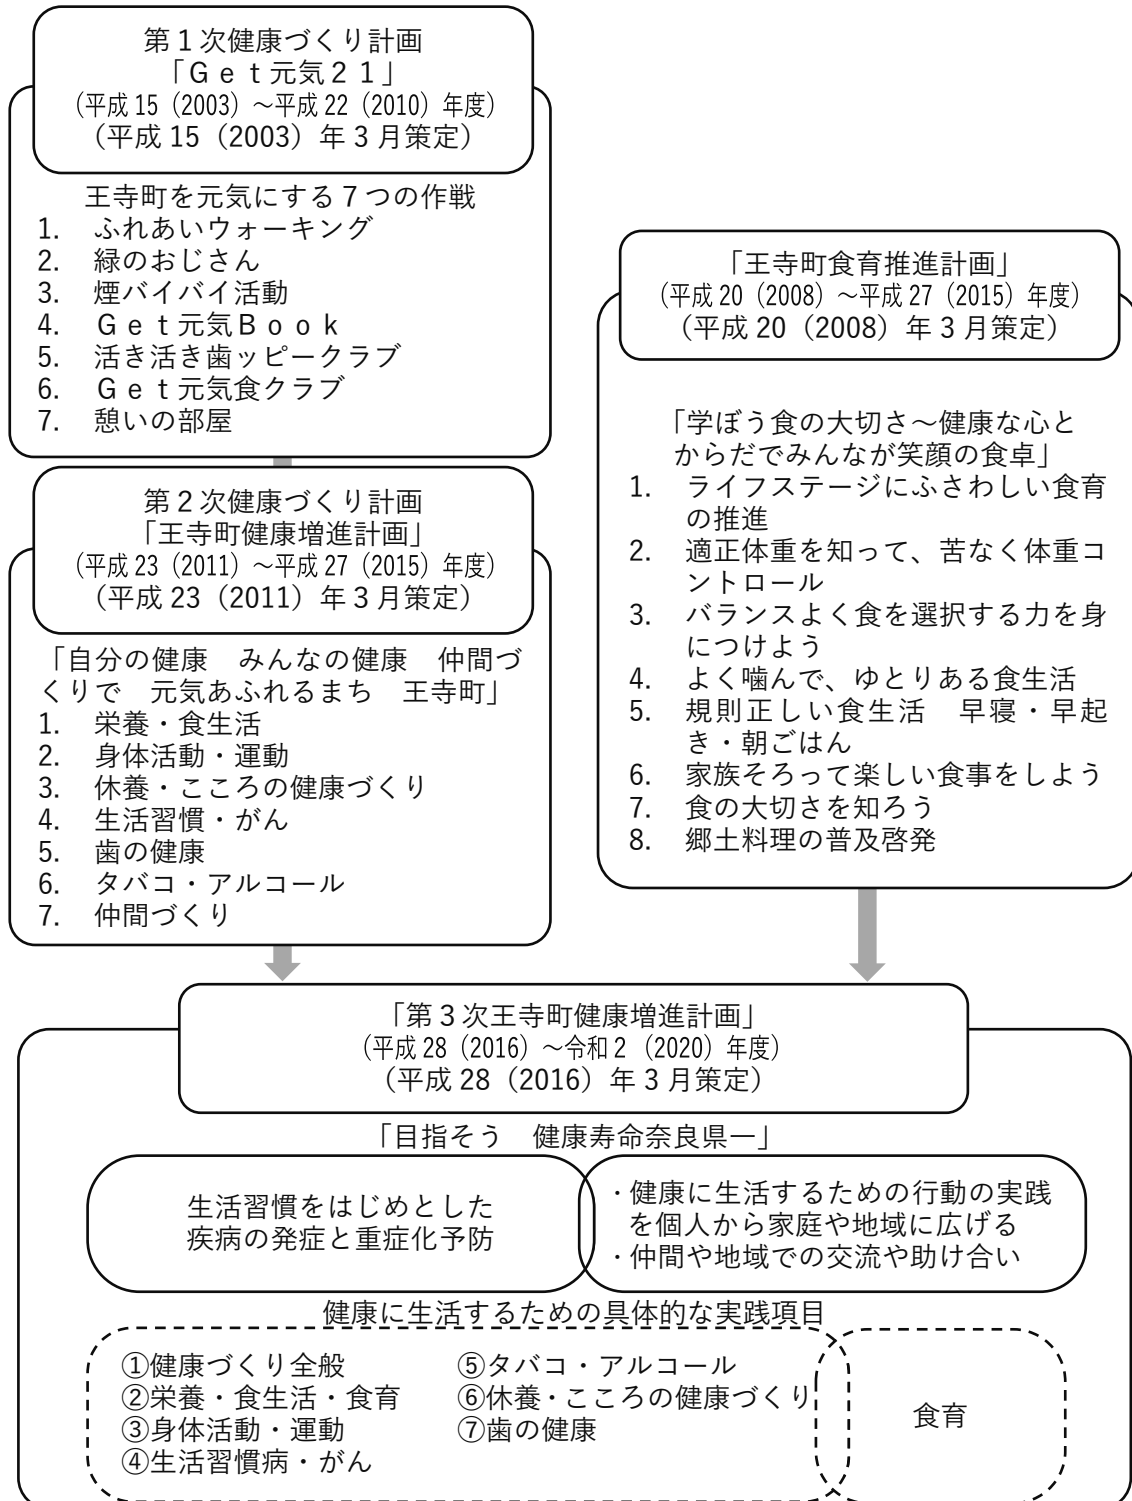 第１次健康づくり計画
「Ｇｅｔ元気２１」
（平成 15（2003）～平成 22（2010）年度）
（平成 15（2003）年 3 月策定）
王寺町を元気にする７つの作戦
1. ふれあいウォーキング
2. 緑のおじさん
3. 煙バイバイ活動
4. Ｇｅｔ元気Ｂｏｏｋ
5. 活き活き歯ッピークラブ
6. Ｇｅｔ元気食クラブ
7. 憩いの部屋
第２次健康づくり計画
「王寺町健康増進計画」
（平成 23（2011）～平成 27（2015）年度）
（平成 23（2011）年 3 月策定）
「自分の健康　みんなの健康　仲間づ
くりで　元気あふれるまち　王寺町」
1. 栄養・食生活
2. 身体活動・運動
3. 休養・こころの健康づくり
4. 生活習慣・がん
5. 歯の健康
6. タバコ・アルコール
7. 仲間づくり
「王寺町食育推進計画」
（平成 20（2008）～平成 27（2015）年度）
（平成 20（2008）年 3 月策定）
「学ぼう食の大切さ～健康な心と
からだでみんなが笑顔の食卓」
1. ライフステージにふさわしい食育
の推進
2. 適正体重を知って、苦なく体重コ
ントロール
3. バランスよく食を選択する力を身
につけよう
4. よく噛んで、ゆとりある食生活
5. 規則正しい食生活　早寝・早起
き・朝ごはん
6. 家族そろって楽しい食事をしよう
7. 食の大切さを知ろう
8. 郷土料理の普及啓発
「第３次王寺町健康増進計画」
（平成 28（2016）～令和 2（2020）年度）
（平成 28（2016）年 3 月策定）
「目指そう　健康寿命奈良県一」
生活習慣をはじめとした
疾病の発症と重症化予防
・健康に生活するための行動の実践
を個人から家庭や地域に広げる
・仲間や地域での交流や助け合い
健康に生活するための具体的な実践項目
①健康づくり全般
②栄養・食生活・食育
③身体活動・運動
④生活習慣病・がん
⑤タバコ・アルコール
⑥休養・こころの健康づくり
⑦歯の健康
食育